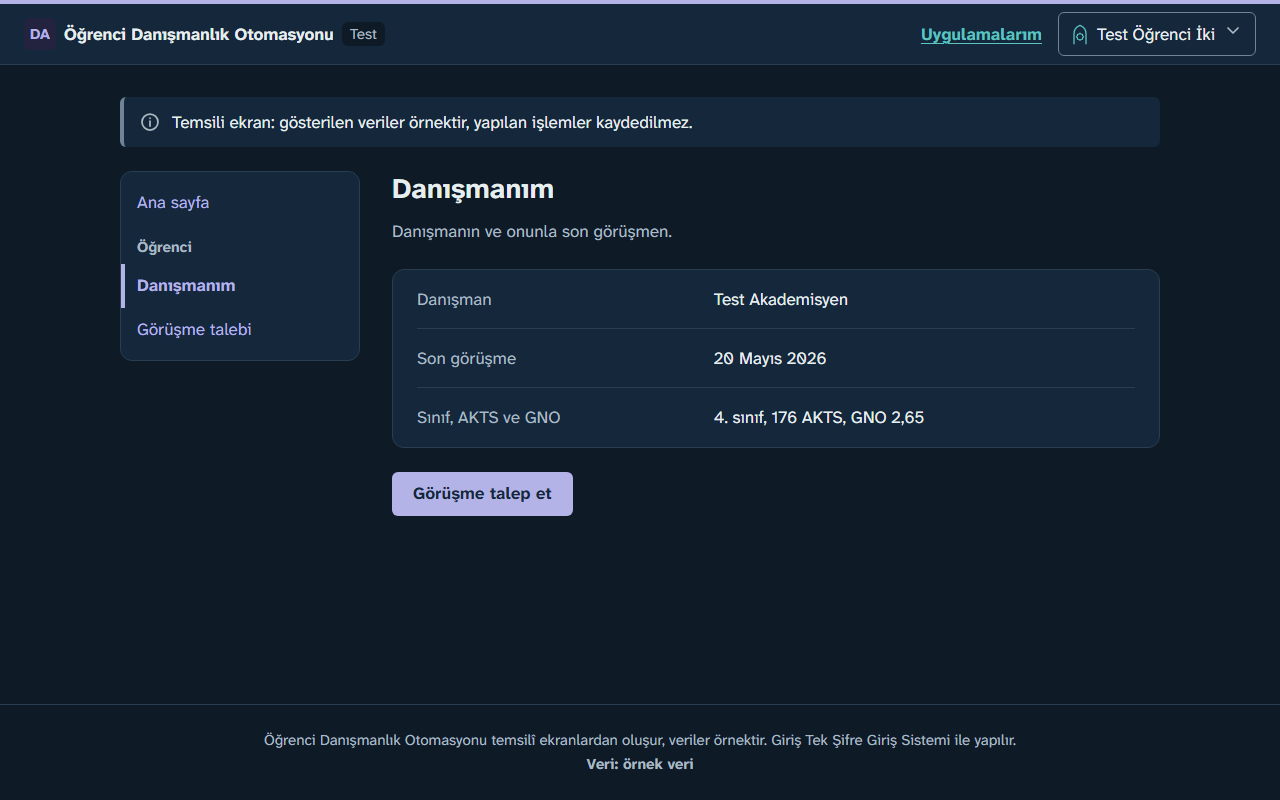 DA Öğrenci Danışmanlık Otomasyonu Test
Uygulamalarım
Test Öğrenci İki
Temsili ekran: gösterilen veriler örnektir, yapılan işlemler kaydedilmez.
Ana sayfa
Öğrenci
Danışmanım
Görüşme talebi
Danışmanım
Danışmanın ve onunla son görüşmen.
Danışman Test Akademisyen
Son görüşme 20 Mayıs 2026
Sınıf, AKTS ve GNO 4. sınıf, 176 AKTS, GNO 2,65
Görüşme talep et
Öğrenci Danışmanlık Otomasyonu temsilî ekranlardan oluşur, veriler örnektir. Giriş Tek Şifre Giriş Sistemi ile yapılır.
Veri: örnek veri